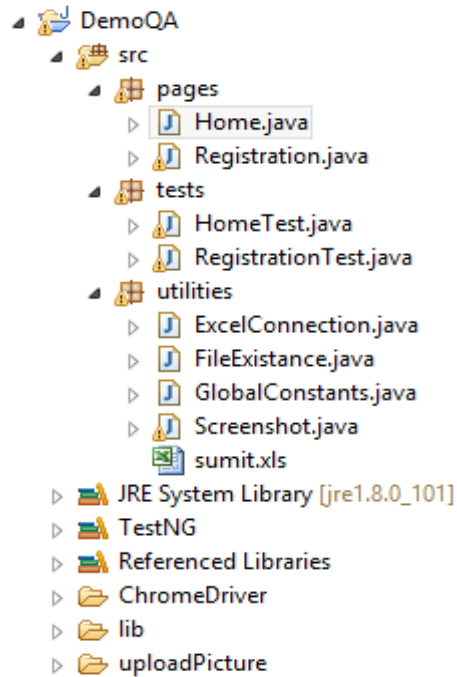 DemoQA
src
pages
Home.java
Registration.java
tests
HomeTest.java
RegistrationTest.java
utilities
ExcelConnection.java
FileExistance.java
GlobalConstants.java
Screenshot.java
sumit.xls
JRE System Library [jre1.8.0_101]
TestNG
Referenced Libraries
ChromeDriver
lib
uploadPicture